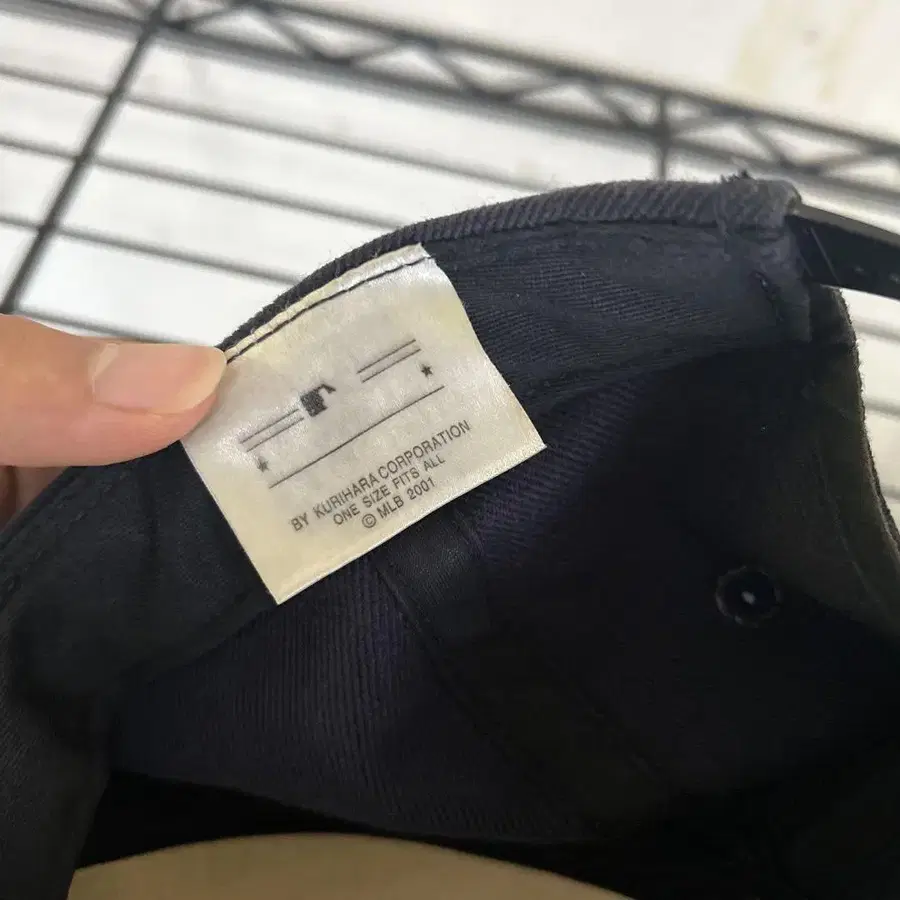 BY KURIHARA CORPORATION
ONE SIZE FITS ALL
© MLB 2001